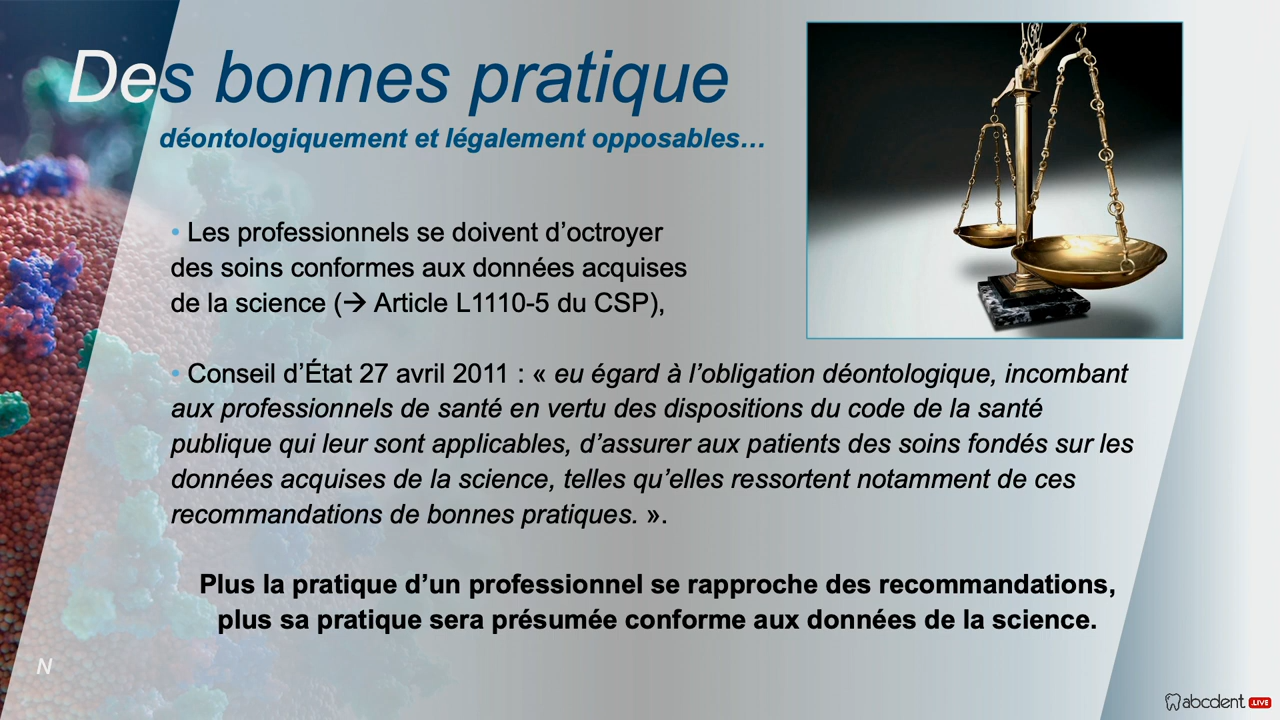 Des bonnes pratique
déontologiquement et légalement opposables…
• Les professionnels se doivent d’octroyer
des soins conformes aux données acquises
de la science (→ Article L1110-5 du CSP),
• Conseil d’État 27 avril 2011 : « eu égard à l’obligation déontologique, incombant
aux professionnels de santé en vertu des dispositions du code de la santé
publique qui leur sont applicables, d’assurer aux patients des soins fondés sur les
données acquises de la science, telles qu’elles ressortent notamment de ces
recommandations de bonnes pratiques. ».
Plus la pratique d’un professionnel se rapproche des recommandations,
plus sa pratique sera présumée conforme aux données de la science.
N
abcdent .LIVE